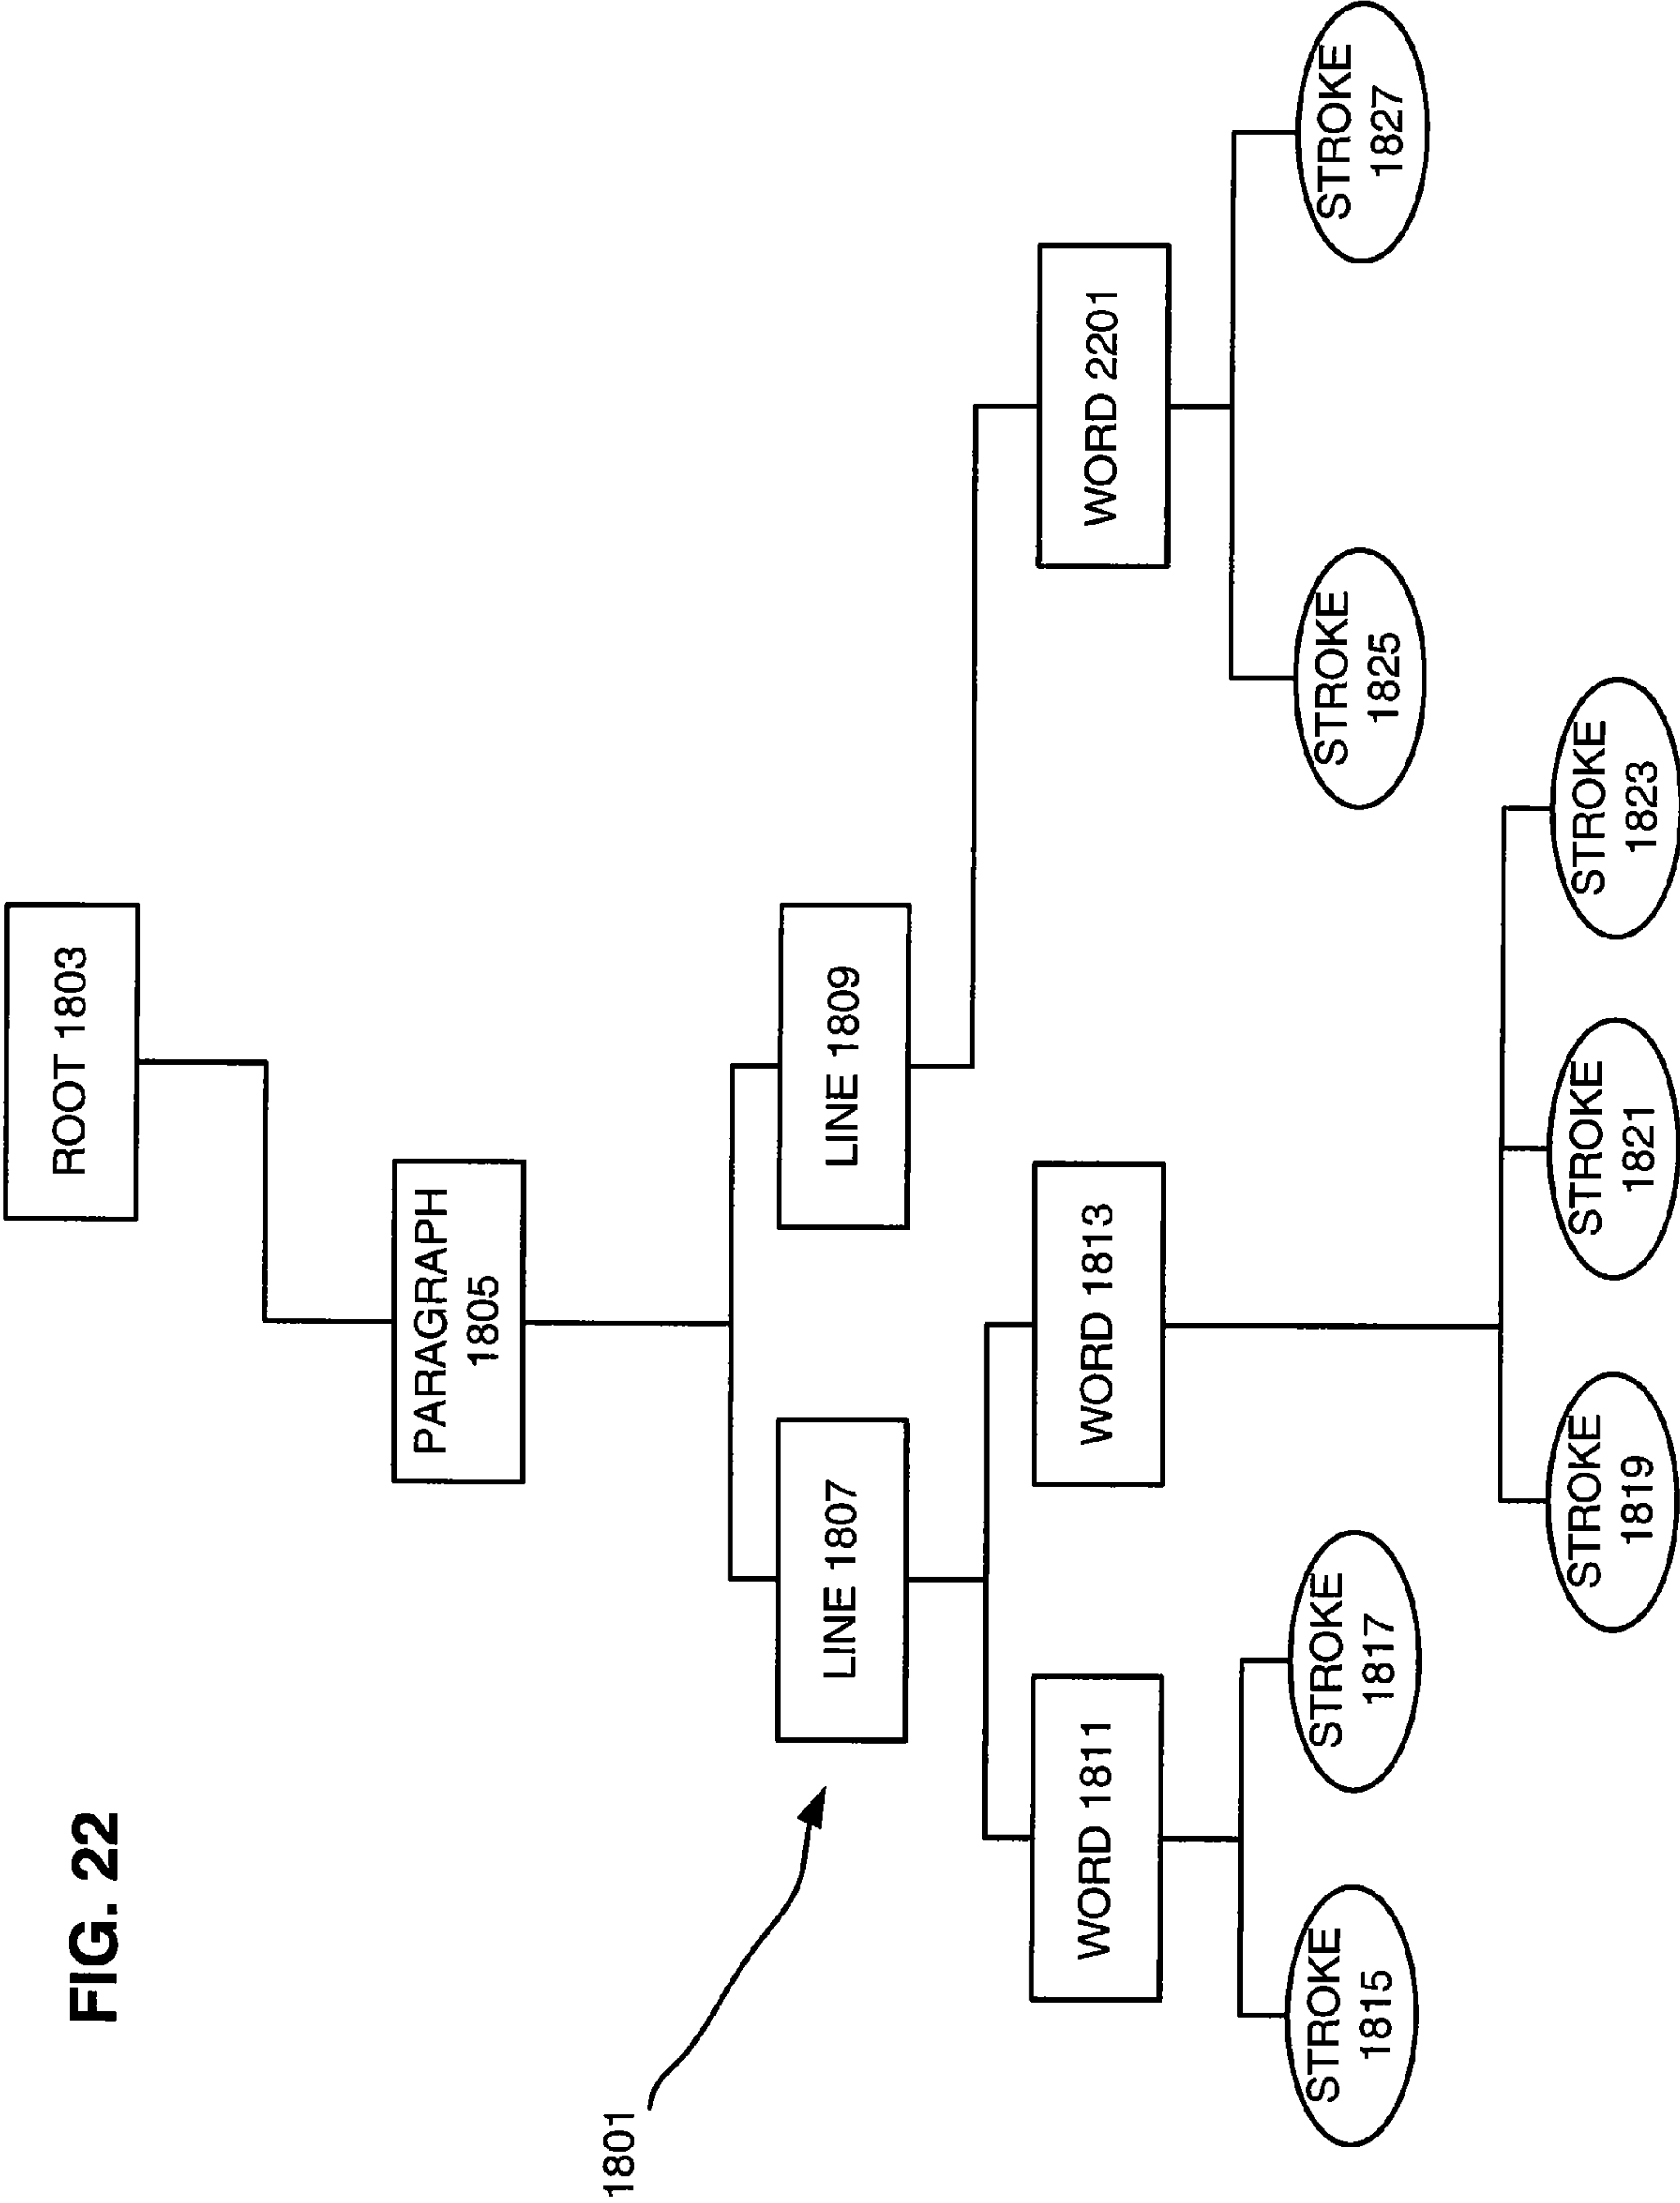 FIG. 22
ROOT 1803
PARAGRAPH
1805
1801
LINE 1807
LINE 1809
WORD 1811
WORD 1813
WORD 2201
STROKE
1815
STROKE
1817
STROKE
1825
STROKE
1827
STROKE
1819
STROKE
1821
STROKE
1823